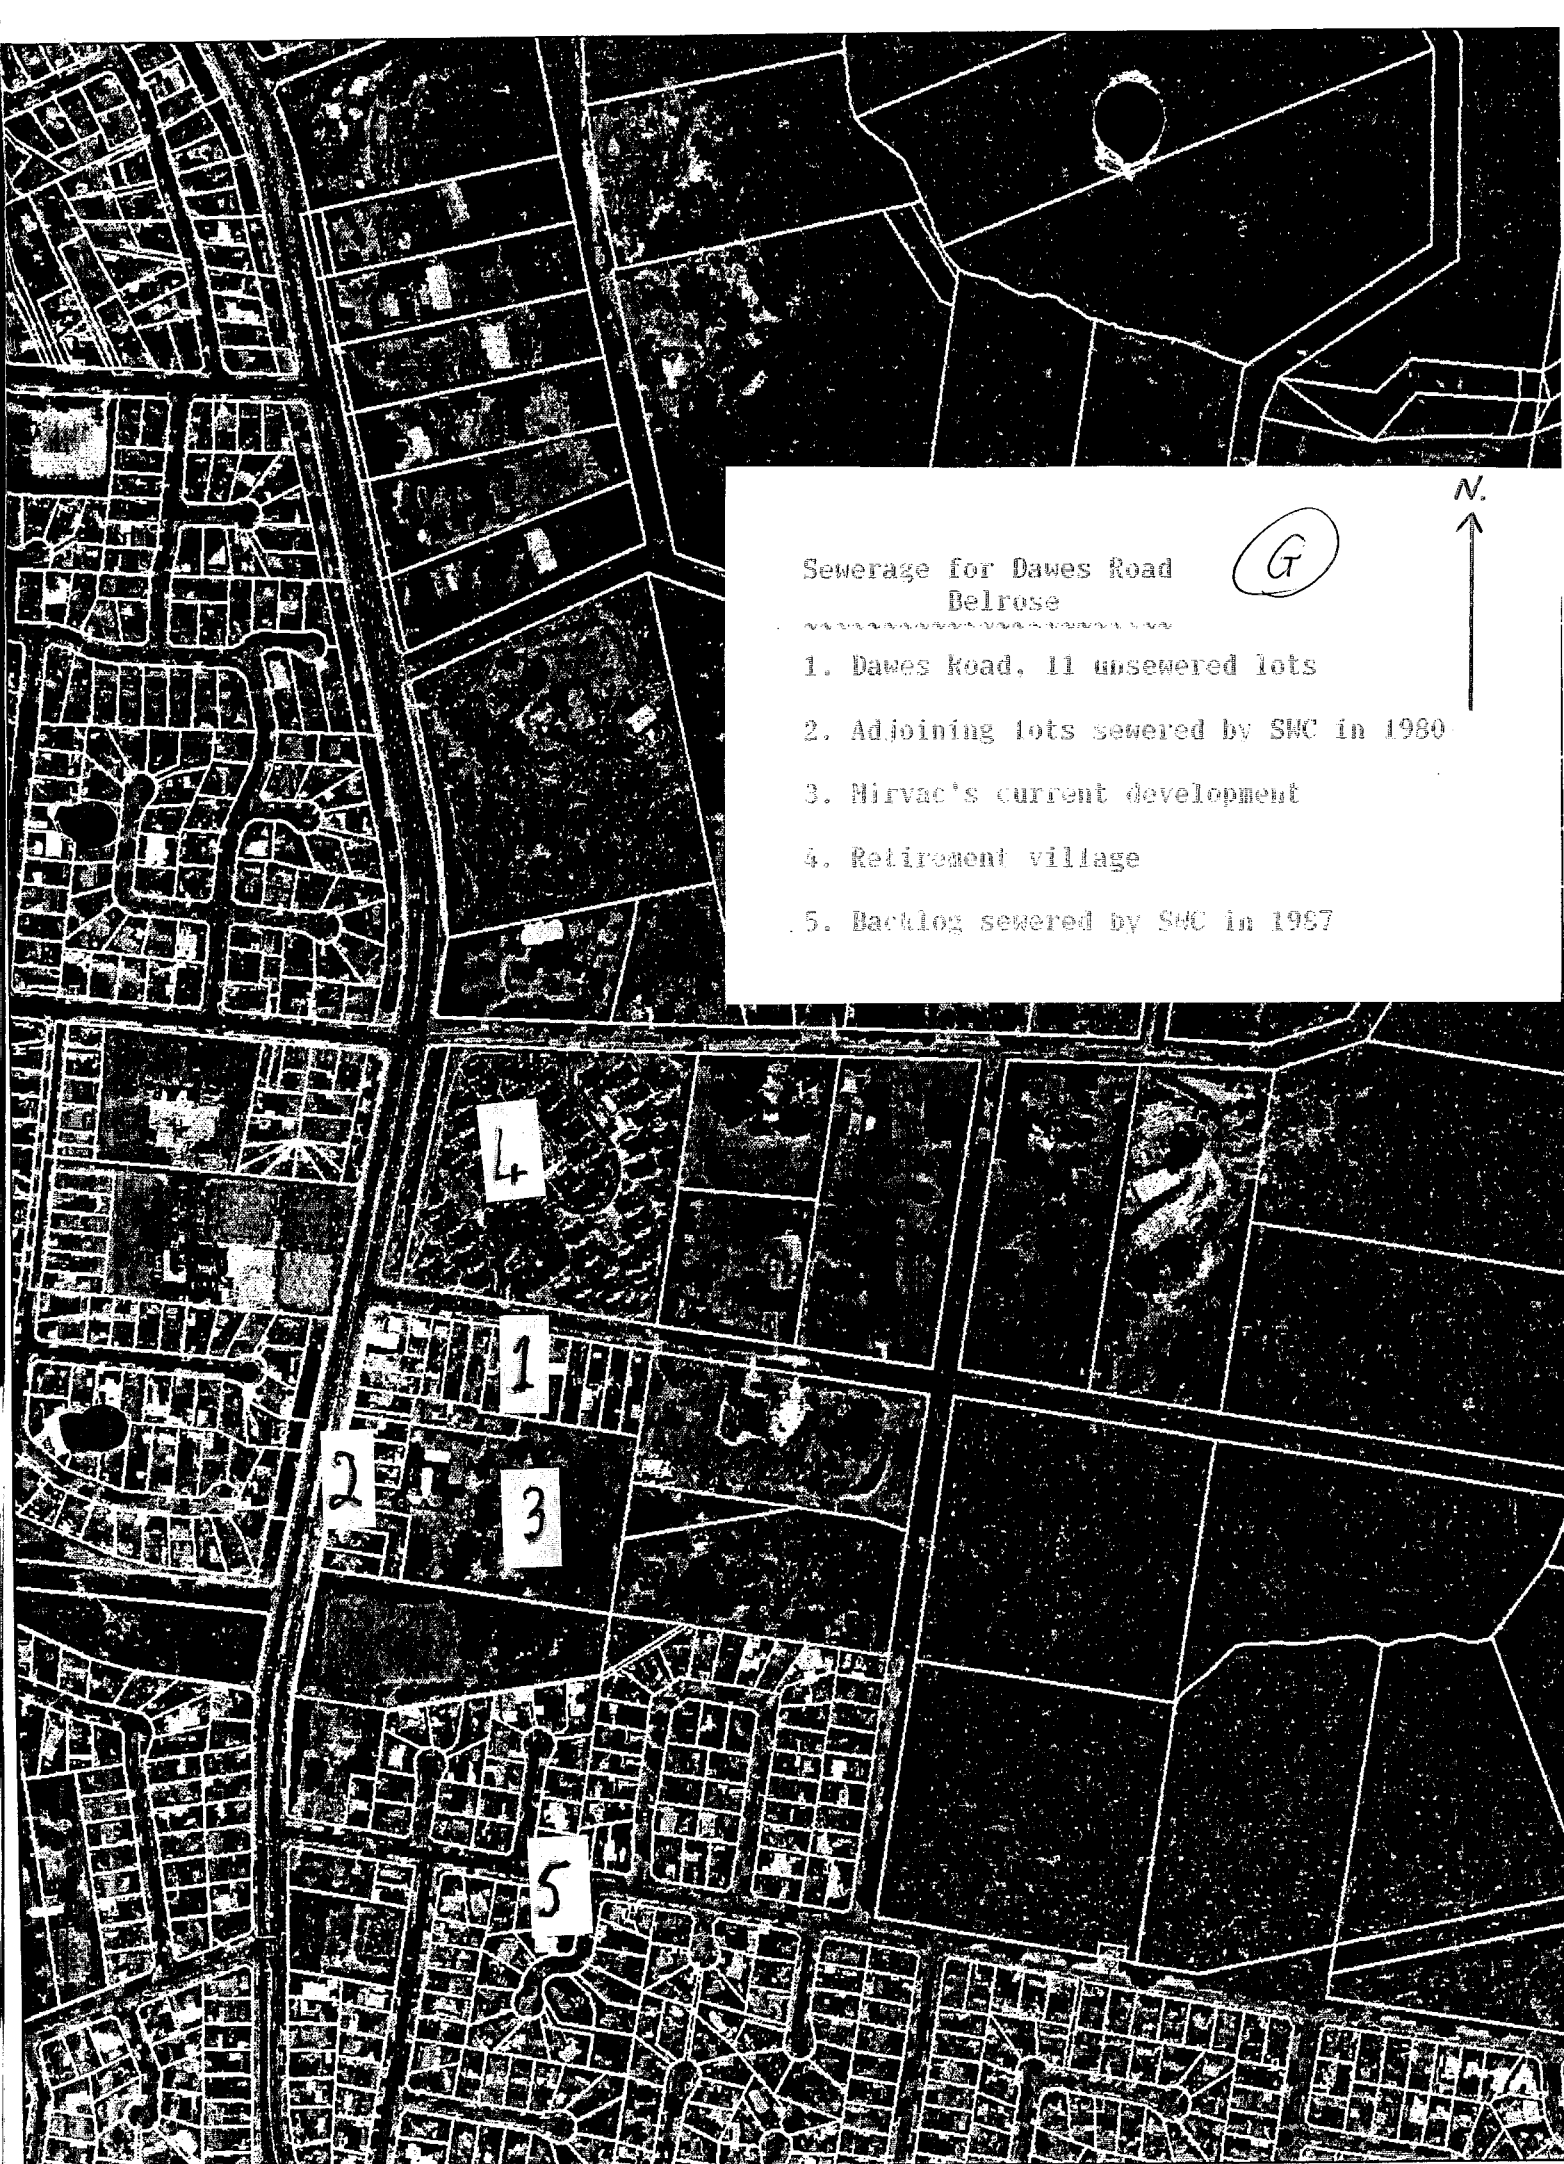 N.
G
Sewerage for Dawes Road
Belrose
~~~~~~~~~~~~~~~~~~~~~~~
1. Dawes Road, 11 unsewered lots
2. Adjoining lots sewered by SWC in 1980
3. Mirvac's current development
4. Retirement village
5. Backlog sewered by SWC in 1987
4
1
2
3
5